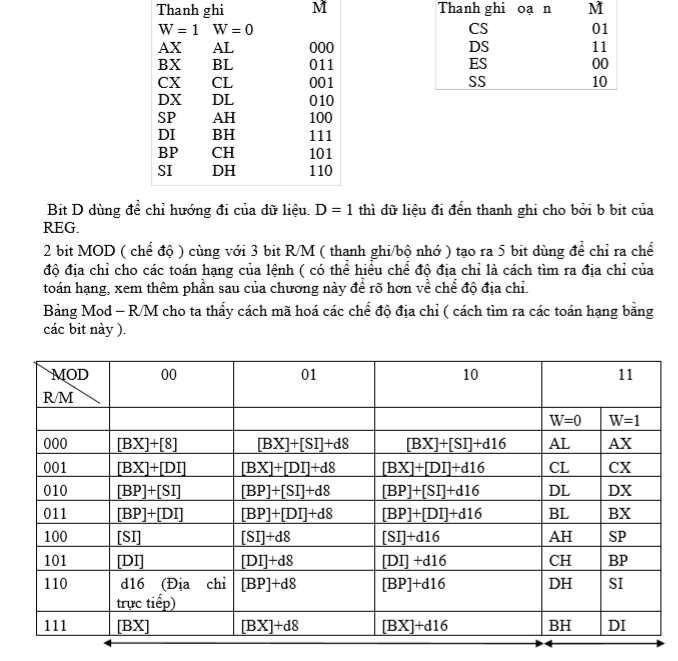 Thanh ghi Mĩ
W = 1 W = 0
AX AL 000
BX BL 011
CX CL 001
DX DL 010
SP AH 100
DI BH 111
BP CH 101
SI DH 110
Thanh ghi oạ n Mĩ
CS 01
DS 11
ES 00
SS 10
Bit D dùng để chỉ hướng đi của dữ liệu. D = 1 thì dữ liệu đi đến thanh ghi cho bởi b bit của
REG.
2 bit MOD ( chế độ ) cùng với 3 bit R/M ( thanh ghi/bộ nhớ ) tạo ra 5 bit dùng để chỉ ra chế
độ địa chỉ cho các toán hạng của lệnh ( có thể hiểu chế độ địa chỉ là cách tìm ra địa chỉ của
toán hạng, xem thêm phần sau của chương này để rõ hơn về chế độ địa chỉ.
Bảng Mod – R/M cho ta thấy cách mã hoá các chế độ địa chỉ ( cách tìm ra các toán hạng bằng
các bit này ).
MOD 00 01 10 11
R/M
W=0 W=1
000 [BX]+[8] [BX]+[SI]+d8 [BX]+[SI]+d16 AL AX
001 [BX]+[DI] [BX]+[DI]+d8 [BX]+[DI]+d16 CL CX
010 [BP]+[SI] [BP]+[SI]+d8 [BP]+[SI]+d16 DL DX
011 [BP]+[DI] [BP]+[DI]+d8 [BP]+[DI]+d16 BL BX
100 [SI] [SI]+d8 [SI]+d16 AH SP
101 [DI] [DI]+d8 [DI] +d16 CH BP
110 d16 (Địa chỉ [BP]+d8 [BP]+d16 DH SI
trực tiếp)
111 [BX] [BX]+d8 [BX]+d16 BH DI